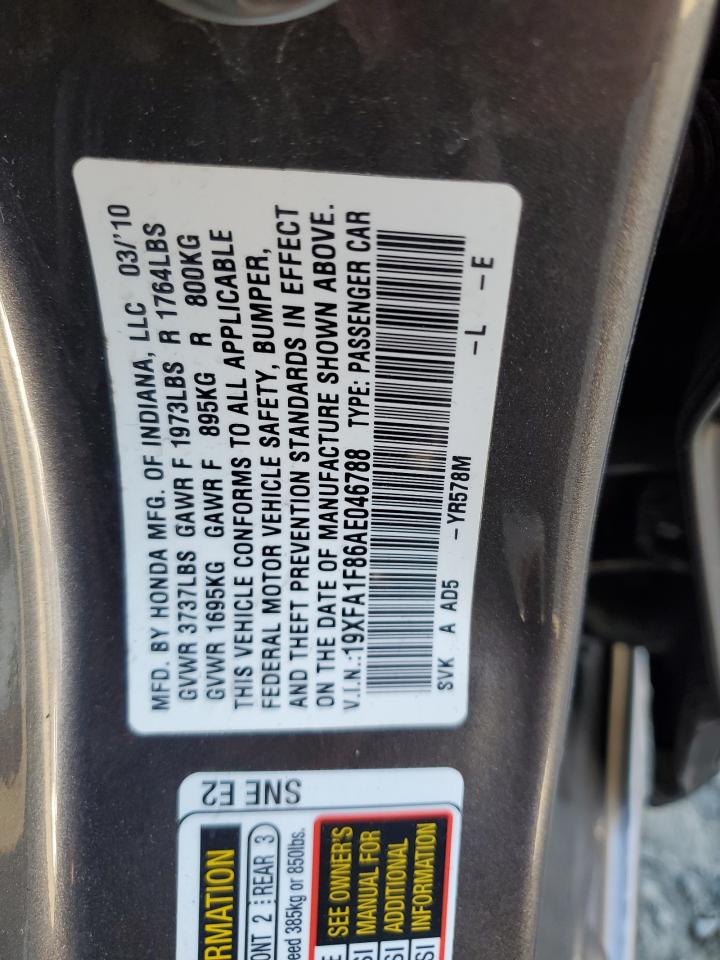 MFD. BY HONDA MFG. OF INDIANA, LLC 03/'10
GVWR 3737LBS GAWR F 1973LBS R 1764LBS
GVWR 1695KG GAWR F 895KG R 800KG
THIS VEHICLE CONFORMS TO ALL APPLICABLE
FEDERAL MOTOR VEHICLE SAFETY, BUMPER,
AND THEFT PREVENTION STANDARDS IN EFFECT
ON THE DATE OF MANUFACTURE SHOWN ABOVE.
V.I.N.:19XFA1F86AE046788 TYPE: PASSENGER CAR
SVK A AD5 -YR578M -L -E
SNE E2
RMATION
ONT 2 REAR 3
eed 385kg or 850lbs.
SEE OWNER'S
MANUAL FOR
ADDITIONAL
INFORMATION